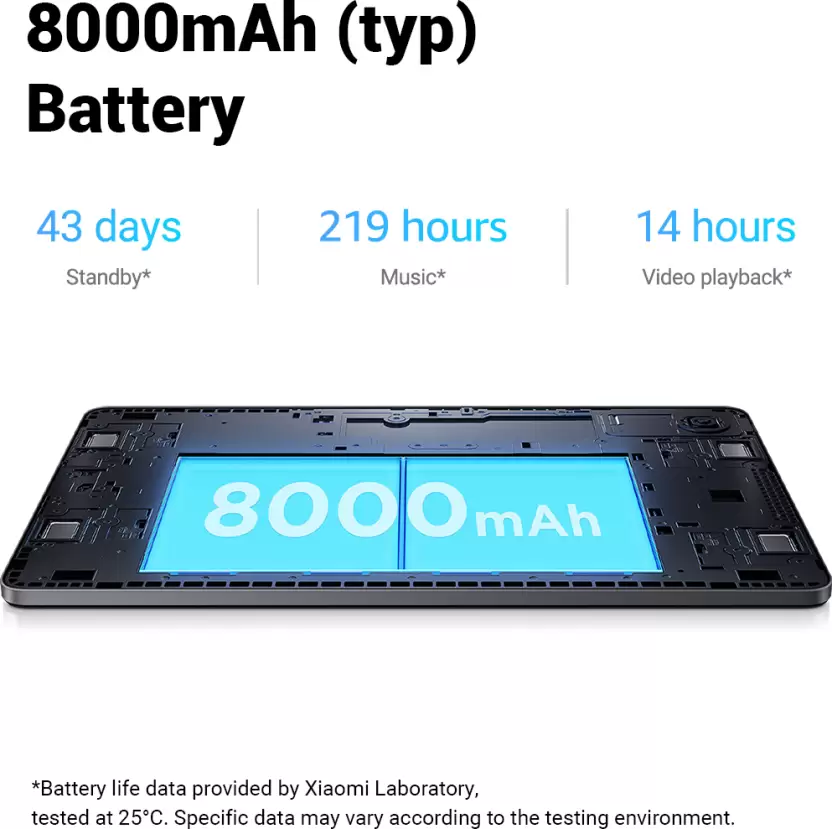 8000mAh (typ)
Battery
43 days
219 hours
14 hours
Standby*
Music*
Video playback*
8000mAh
*Battery life data provided by Xiaomi Laboratory,
tested at 25°C. Specific data may vary according to the testing environment.